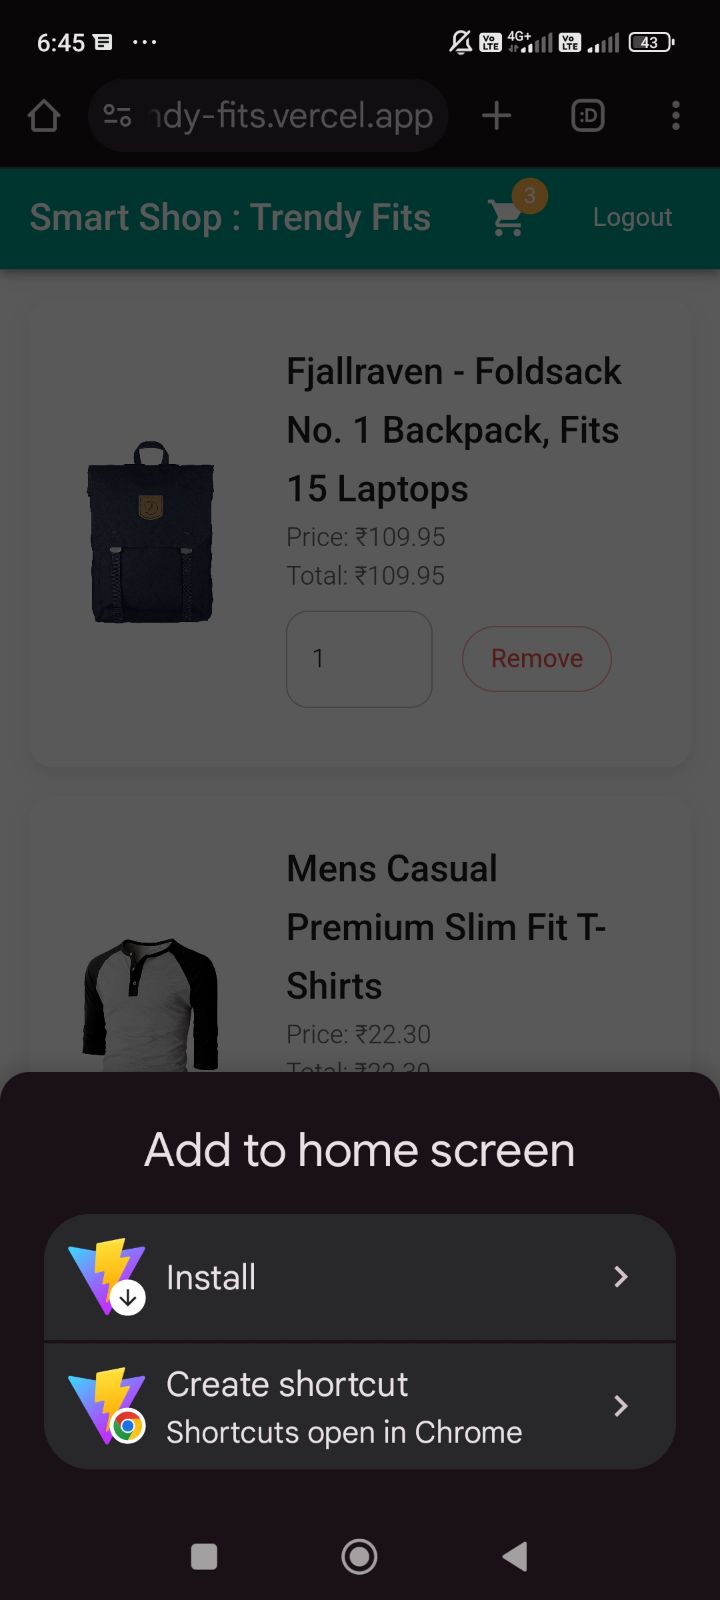 6:45
Vo LTE 4G+ Vo LTE 43
ndy-fits.vercel.app
:D
Smart Shop : Trendy Fits
3
Logout
Fjallraven - Foldsack
No. 1 Backpack, Fits
15 Laptops
Price: ₹109.95
Total: ₹109.95
1
Remove
Mens Casual
Premium Slim Fit T-
Shirts
Price: ₹22.30
Total: ₹22.30
Add to home screen
Install
Create shortcut
Shortcuts open in Chrome